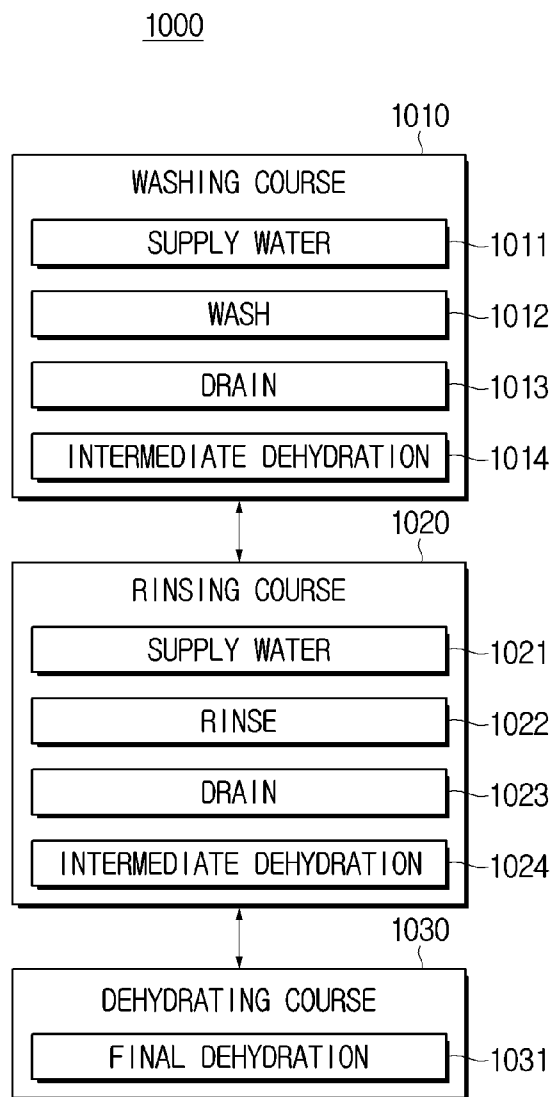 1000
1010
WASHING COURSE
SUPPLY WATER 1011
WASH 1012
DRAIN 1013
INTERMEDIATE DEHYDRATION 1014
1020
RINSING COURSE
SUPPLY WATER 1021
RINSE 1022
DRAIN 1023
INTERMEDIATE DEHYDRATION 1024
1030
DEHYDRATING COURSE
FINAL DEHYDRATION 1031